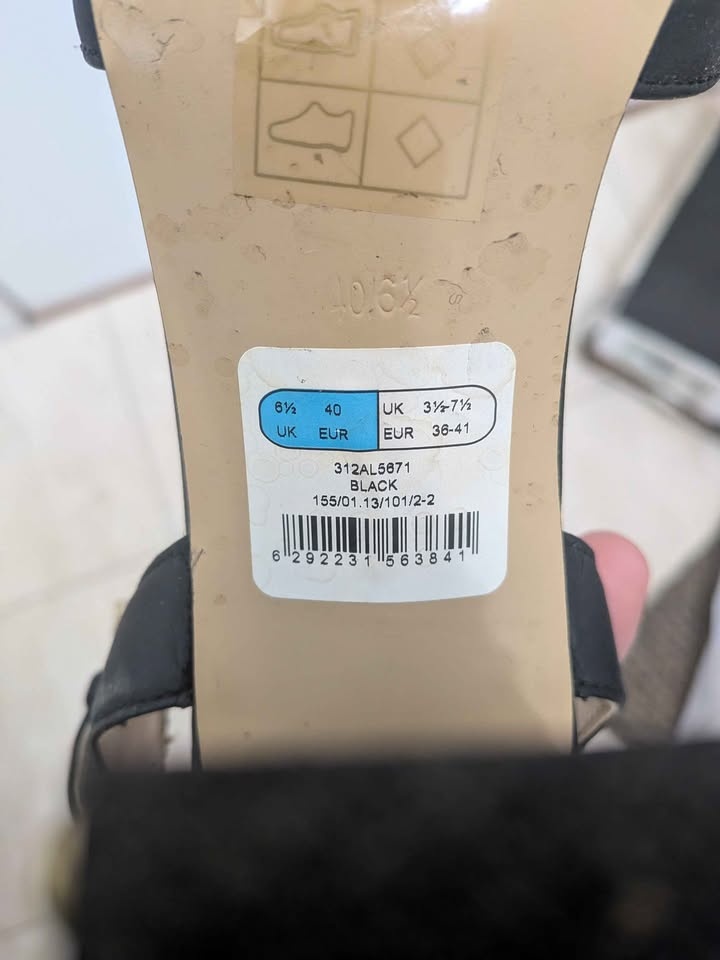 40/6½
6½ 40 UK 3½-7½
UK EUR EUR 36-41
312AL5671
BLACK
155/01.13/101/2-2
6 292231 563841